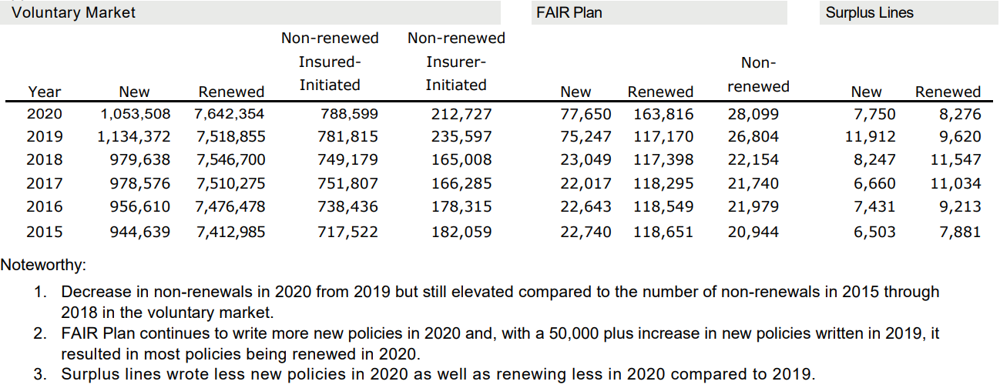 Voluntary Market FAIR Plan Surplus Lines
Non-renewed Non-renewed
Insured- Insurer- Non-
Year New Renewed Initiated Initiated New Renewed renewed New Renewed
2020 1,053,508 7,642,354 788,599 212,727 77,650 163,816 28,099 7,750 8,276
2019 1,134,372 7,518,855 781,815 235,597 75,247 117,170 26,804 11,912 9,620
2018 979,638 7,546,700 749,179 165,008 23,049 117,398 22,154 8,247 11,547
2017 978,576 7,510,275 751,807 166,285 22,017 118,295 21,740 6,660 11,034
2016 956,610 7,476,478 738,436 178,315 22,643 118,549 21,979 7,431 9,213
2015 944,639 7,412,985 717,522 182,059 22,740 118,651 20,944 6,503 7,881
Noteworthy:
1. Decrease in non-renewals in 2020 from 2019 but still elevated compared to the number of non-renewals in 2015 through
2018 in the voluntary market.
2. FAIR Plan continues to write more new policies in 2020 and, with a 50,000 plus increase in new policies written in 2019, it
resulted in most policies being renewed in 2020.
3. Surplus lines wrote less new policies in 2020 as well as renewing less in 2020 compared to 2019.